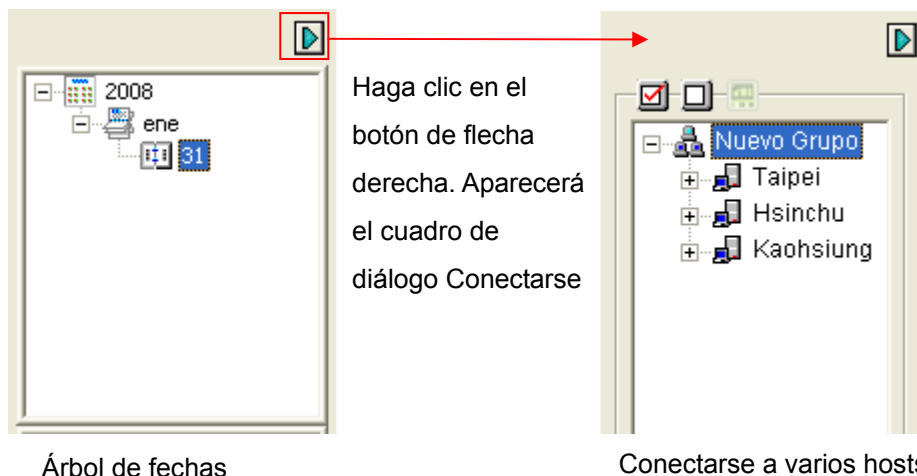 2008
ene
31
Haga clic en el
botón de flecha
derecha. Aparecerá
el cuadro de
diálogo Conectarse
Nuevo Grupo
Taipei
Hsinchu
Kaohsiung
Árbol de fechas
Conectarse a varios hosts